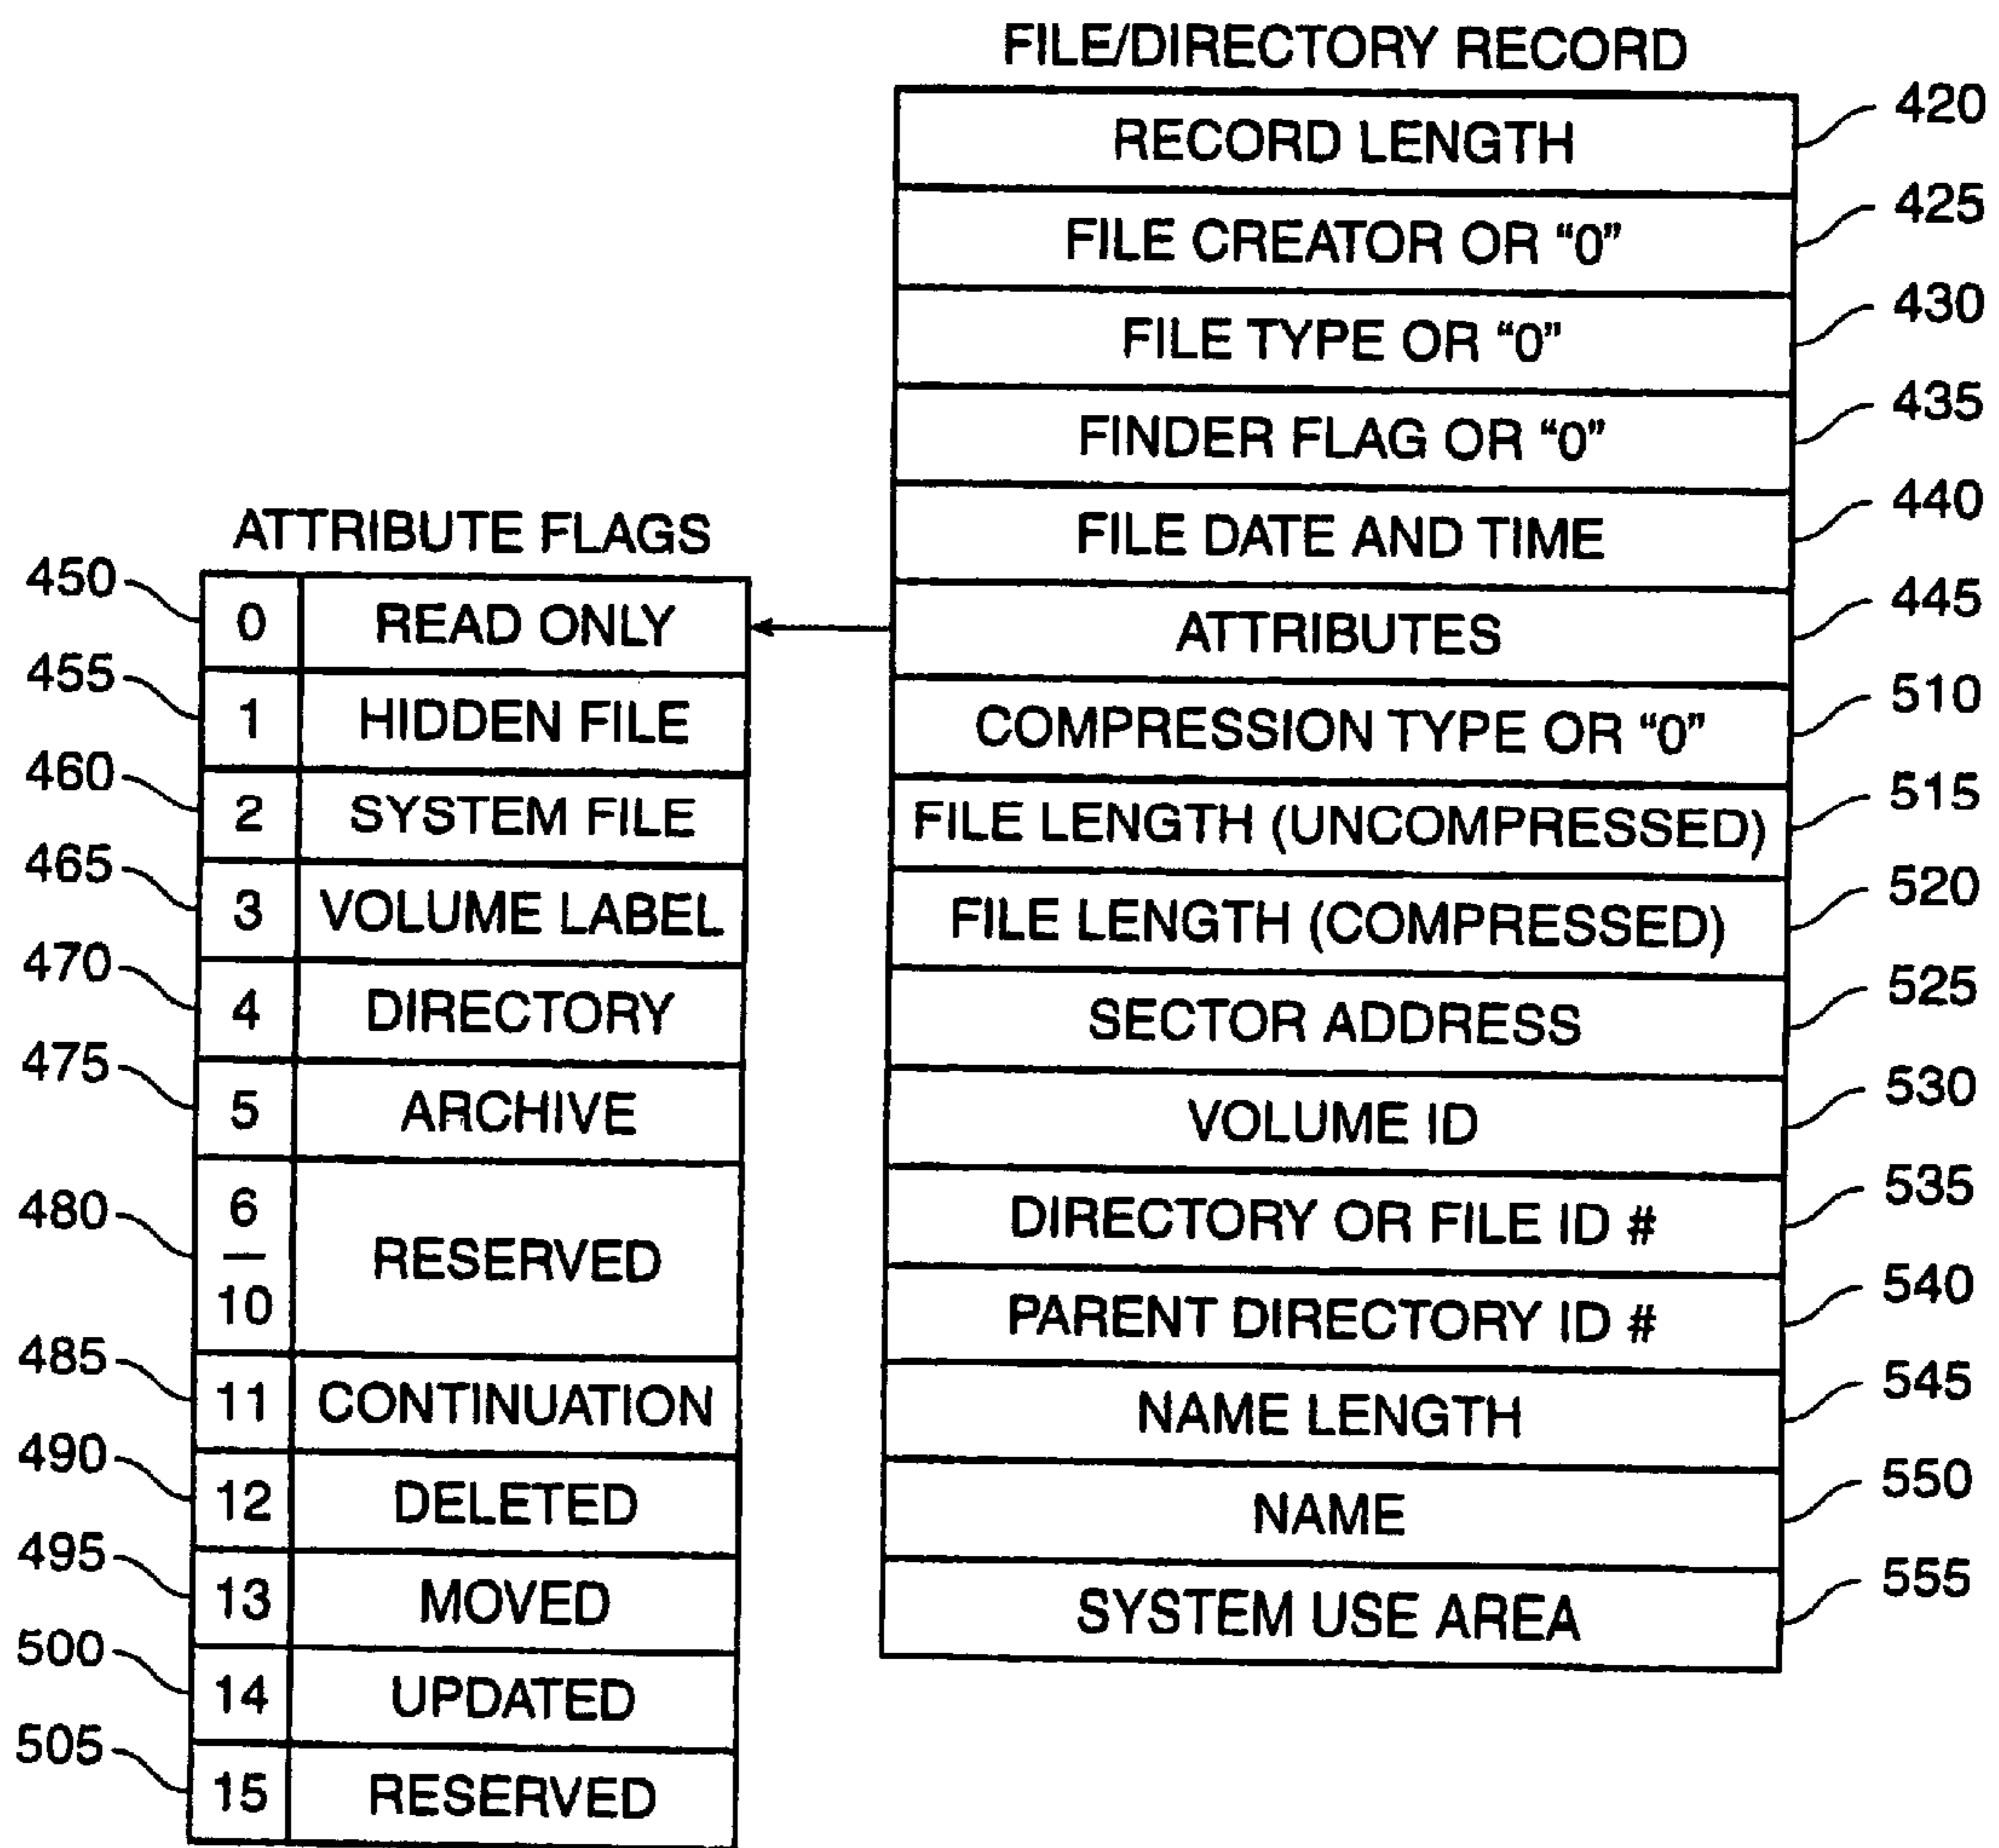 FILE/DIRECTORY RECORD
RECORD LENGTH 420
FILE CREATOR OR “0” 425
FILE TYPE OR “0” 430
FINDER FLAG OR “0” 435
FILE DATE AND TIME 440
ATTRIBUTES 445
COMPRESSION TYPE OR “0” 510
FILE LENGTH (UNCOMPRESSED) 515
FILE LENGTH (COMPRESSED) 520
SECTOR ADDRESS 525
VOLUME ID 530
DIRECTORY OR FILE ID # 535
PARENT DIRECTORY ID # 540
NAME LENGTH 545
NAME 550
SYSTEM USE AREA 555
ATTRIBUTE FLAGS
450 0 READ ONLY
455 1 HIDDEN FILE
460 2 SYSTEM FILE
465 3 VOLUME LABEL
470 4 DIRECTORY
475 5 ARCHIVE
480 6 — 10 RESERVED
485 11 CONTINUATION
490 12 DELETED
495 13 MOVED
500 14 UPDATED
505 15 RESERVED